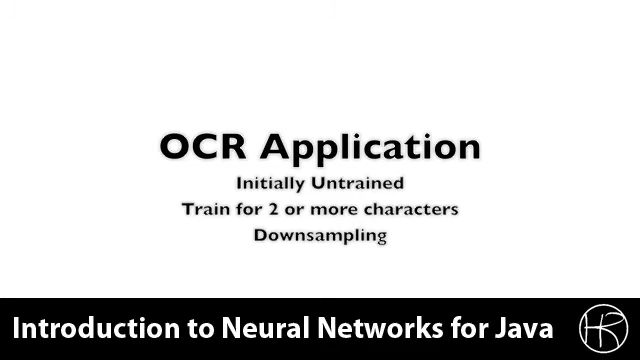 OCR Application
Initially Untrained
Train for 2 or more characters
Downsampling
Introduction to Neural Networks for Java